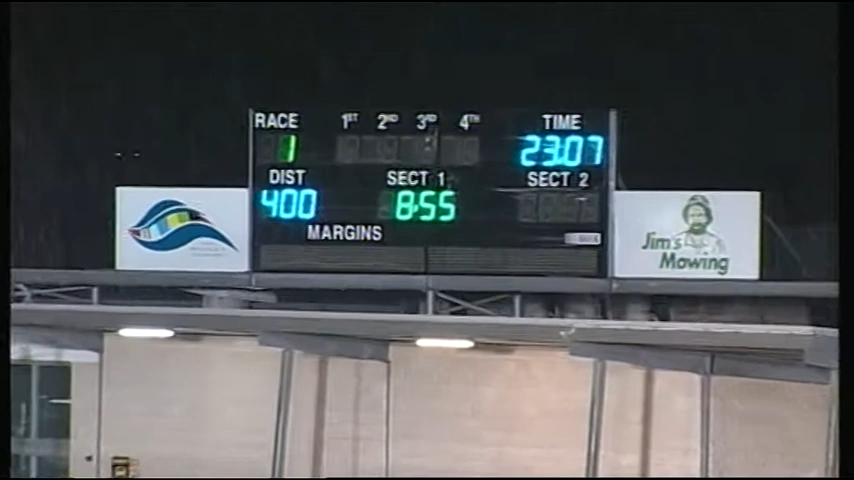 RACE 1ST 2ND 3RD 4TH TIME
1 23.07
DIST SECT 1 SECT 2
400 8.55
MARGINS
Jim's
Mowing